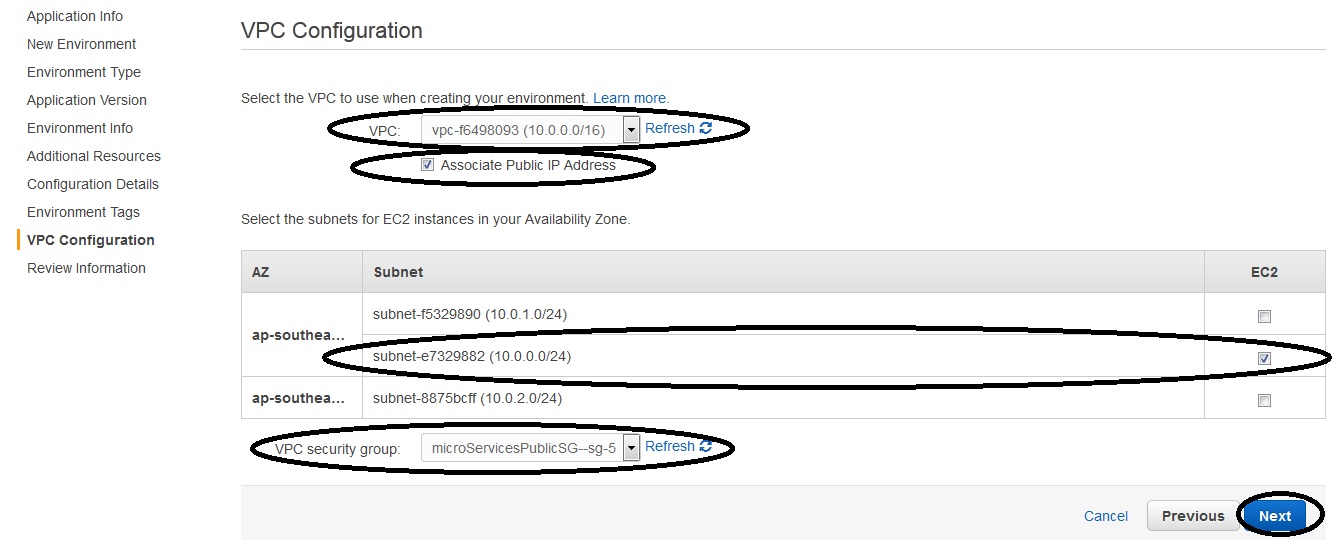 Application Info
New Environment
Environment Type
Application Version
Environment Info
Additional Resources
Configuration Details
Environment Tags
VPC Configuration
Review Information
VPC Configuration
Select the VPC to use when creating your environment. Learn more.
VPC: vpc-f6498093 (10.0.0.0/16) Refresh
Associate Public IP Address
Select the subnets for EC2 instances in your Availability Zone.
AZ Subnet EC2
ap-southea... subnet-f5329890 (10.0.1.0/24)
subnet-e7329882 (10.0.0.0/24)
ap-southea... subnet-8875bcff (10.0.2.0/24)
VPC security group: microServicesPublicSG--sg-5 Refresh
Cancel Previous Next